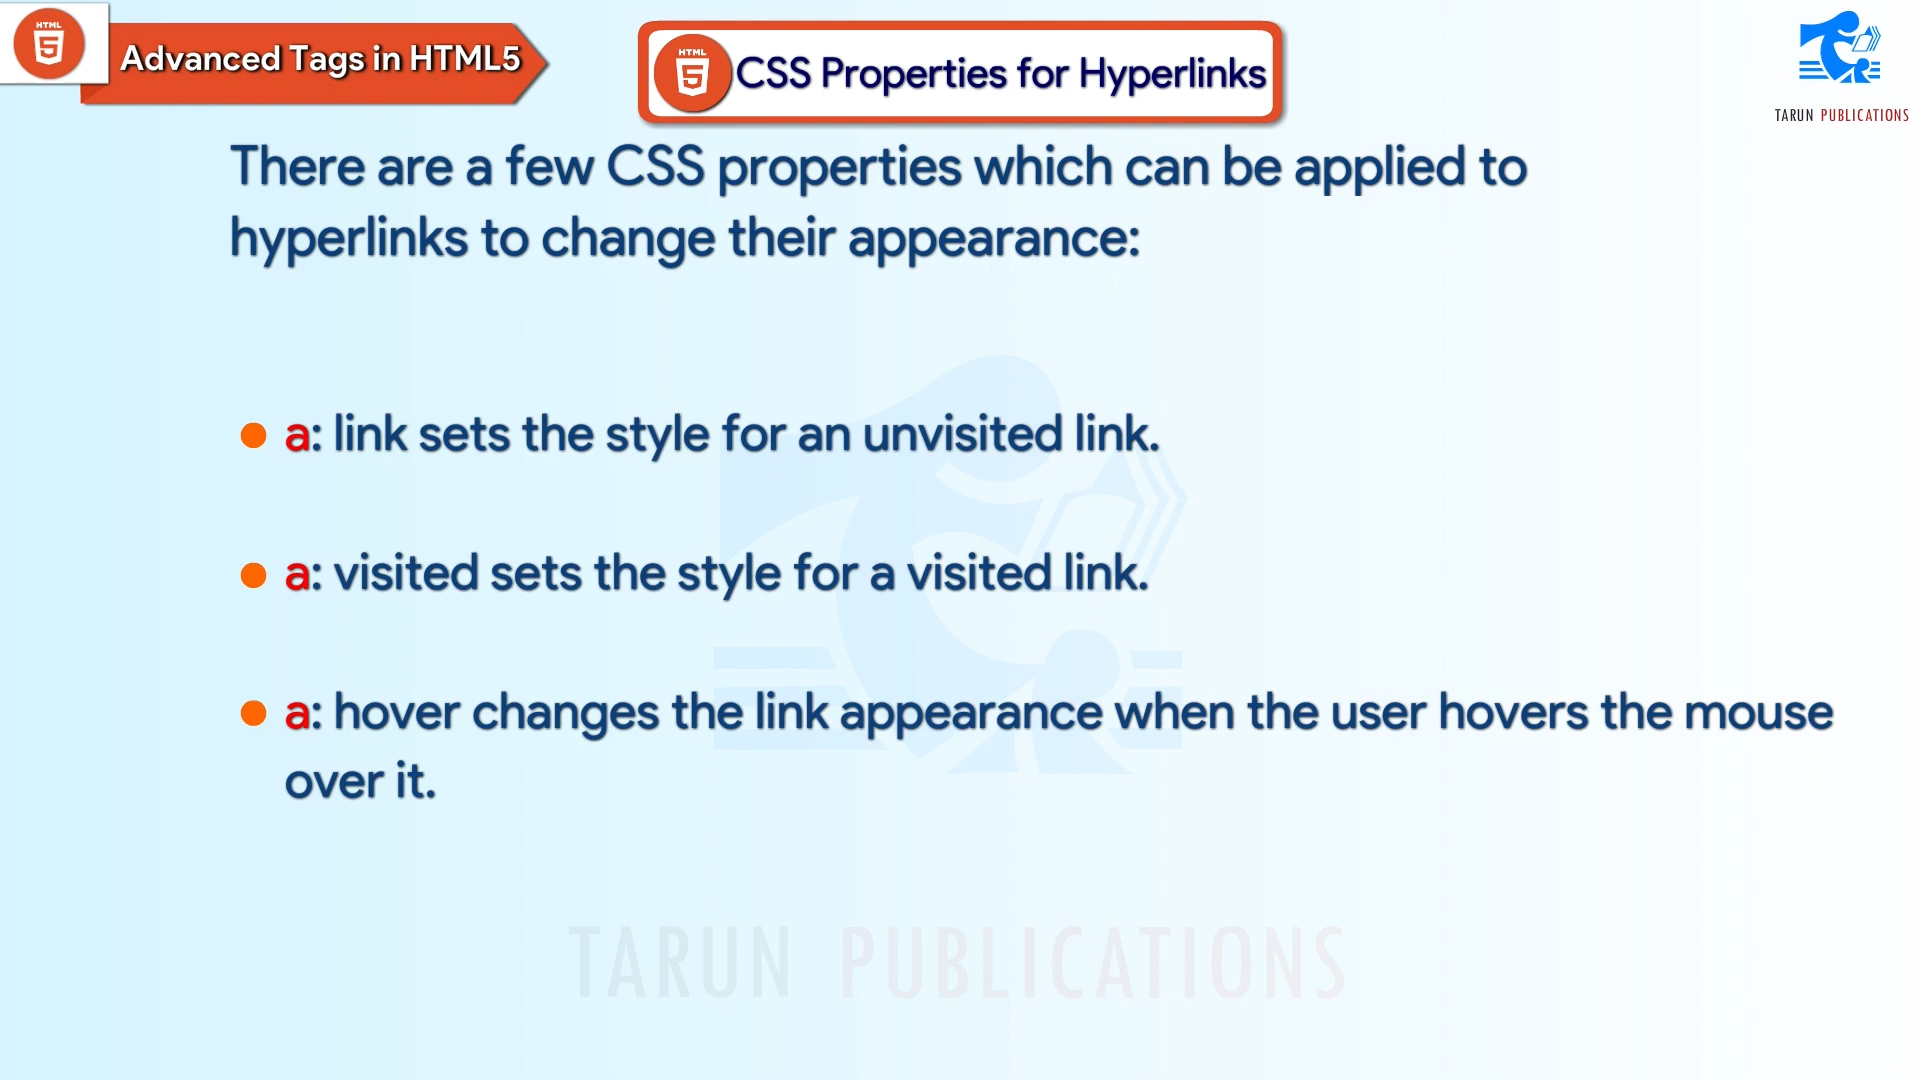 HTML
5
Advanced Tags in HTML5
HTML
5
CSS Properties for Hyperlinks
TARUN PUBLICATIONS
There are a few CSS properties which can be applied to
hyperlinks to change their appearance:
a: link sets the style for an unvisited link.
a: visited sets the style for a visited link.
a: hover changes the link appearance when the user hovers the mouse
over it.
TARUN PUBLICATIONS